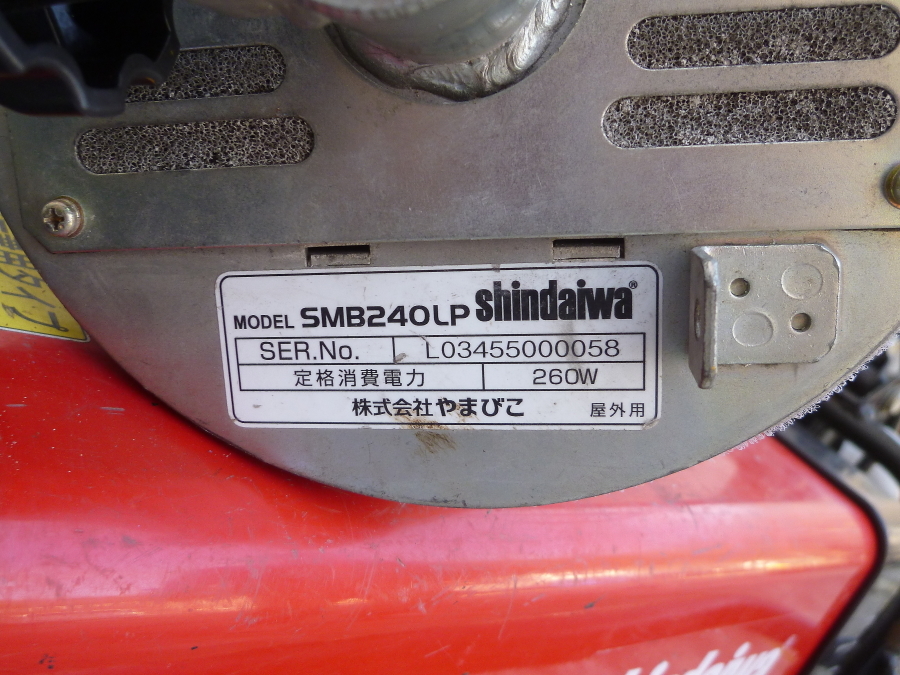 MODEL SMB240LP shindaiwa®
SER.No. L03455000058
定格消費電力 260W
株式会社やまびこ 屋外用
shindaiwa